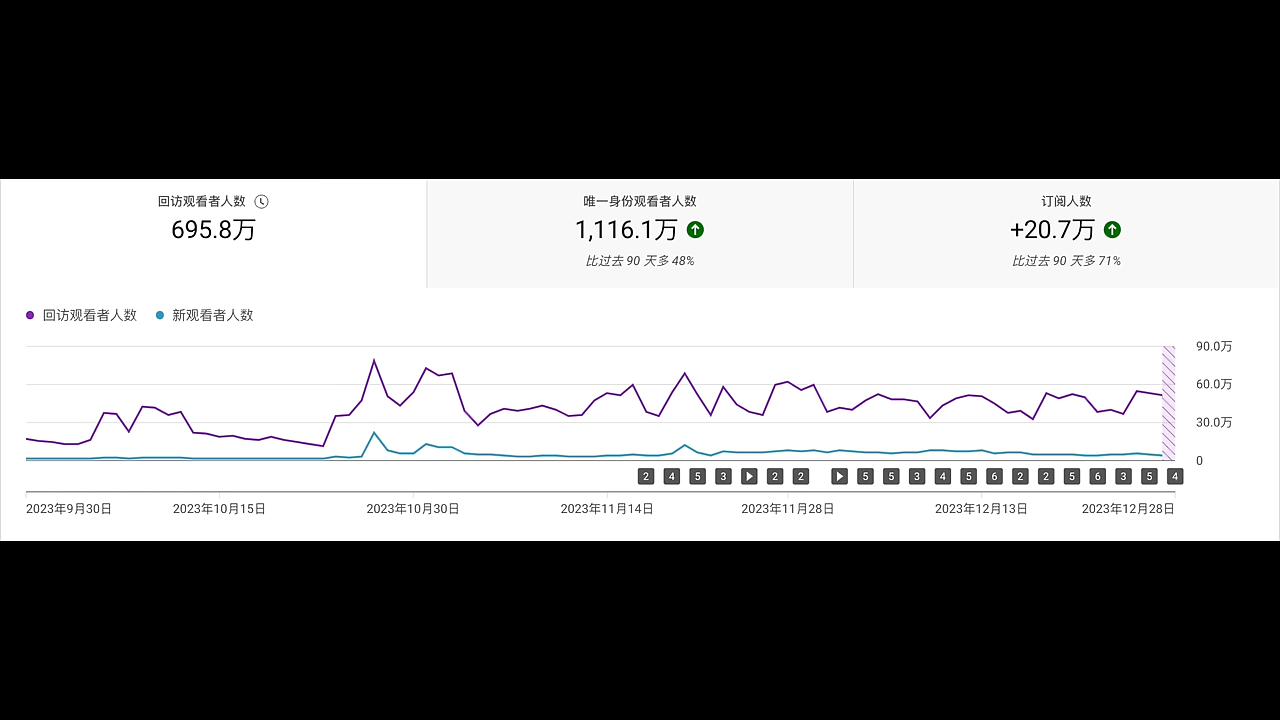 回访观看者人数
695.8万
唯一身份观看者人数
1,116.1万
比过去 90 天多 48%
订阅人数
+20.7万
比过去 90 天多 71%
回访观看者人数 新观看者人数
90.0万
60.0万
30.0万
0
2 4 5 3 2 2 5 5 3 4 5 6 2 2 5 6 3 5 4
2023年9月30日 2023年10月15日 2023年10月30日 2023年11月14日 2023年11月28日 2023年12月13日 2023年12月28日